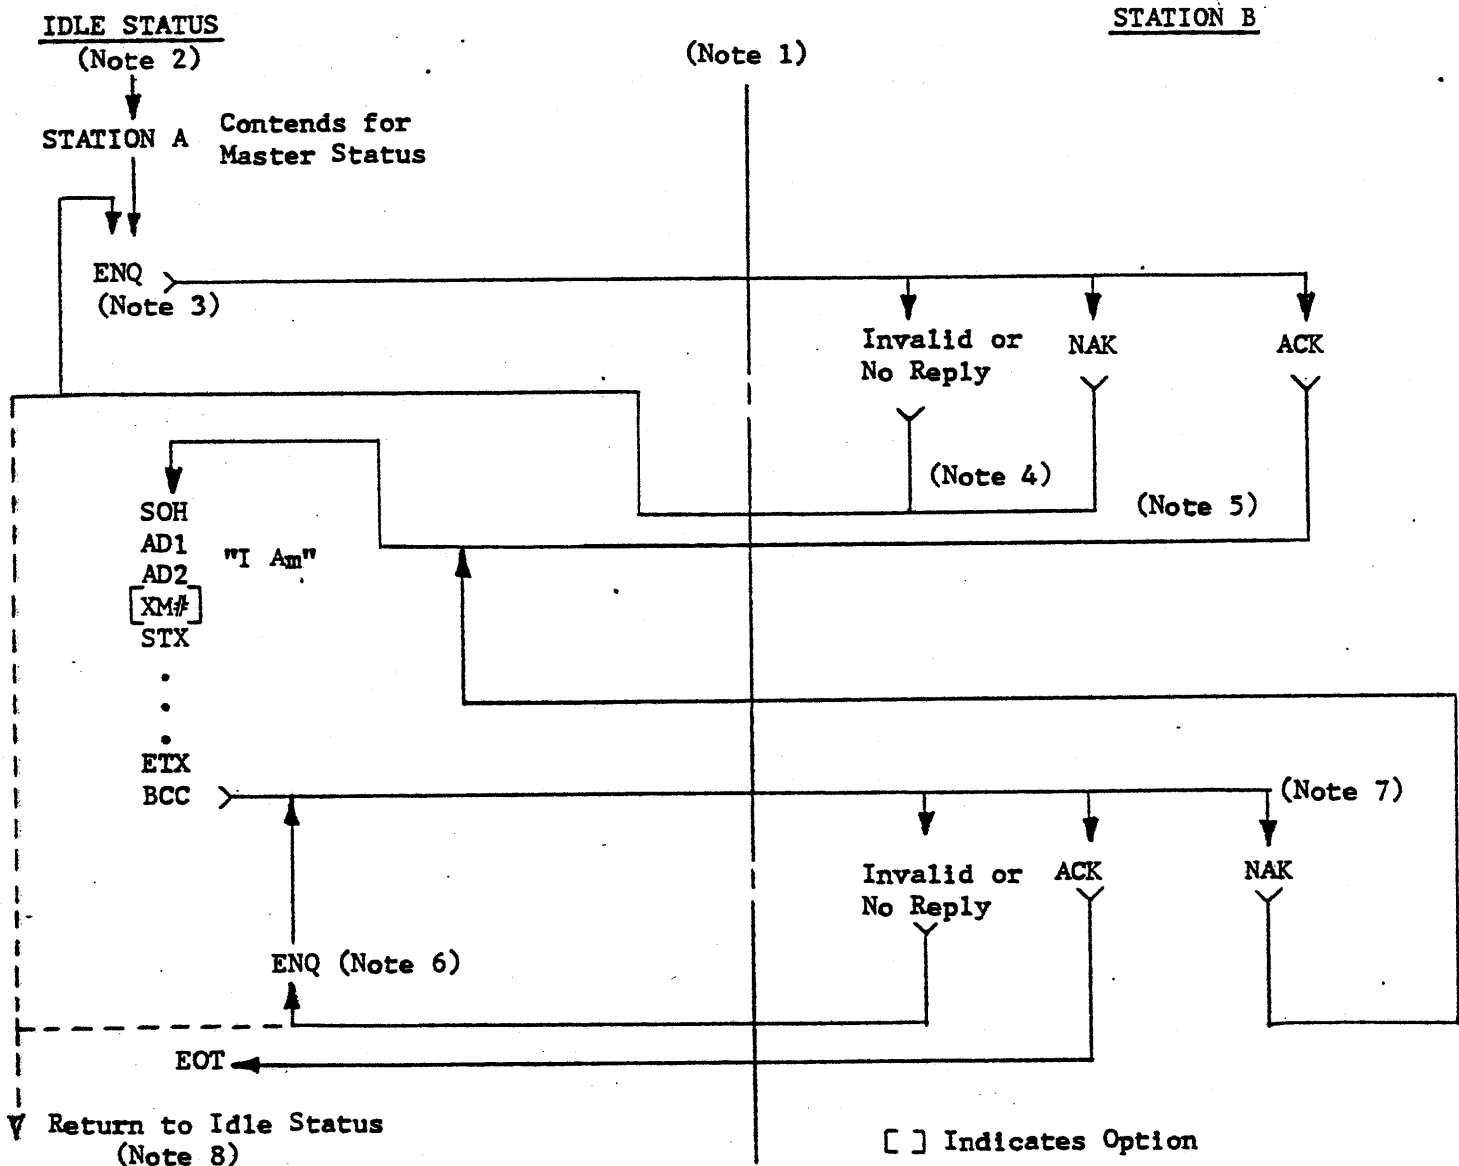 IDLE STATUS
(Note 2)
STATION B
(Note 1)
STATION A
Contends for
Master Status
ENQ
(Note 3)
Invalid or
No Reply
NAK
ACK
(Note 4)
(Note 5)
SOH
AD1
AD2
[XM#]
STX
"I Am"
.
.
.
ETX
BCC
(Note 7)
Invalid or
No Reply
ACK
NAK
ENQ (Note 6)
EOT
Return to Idle Status
(Note 8)
[ ] Indicates Option